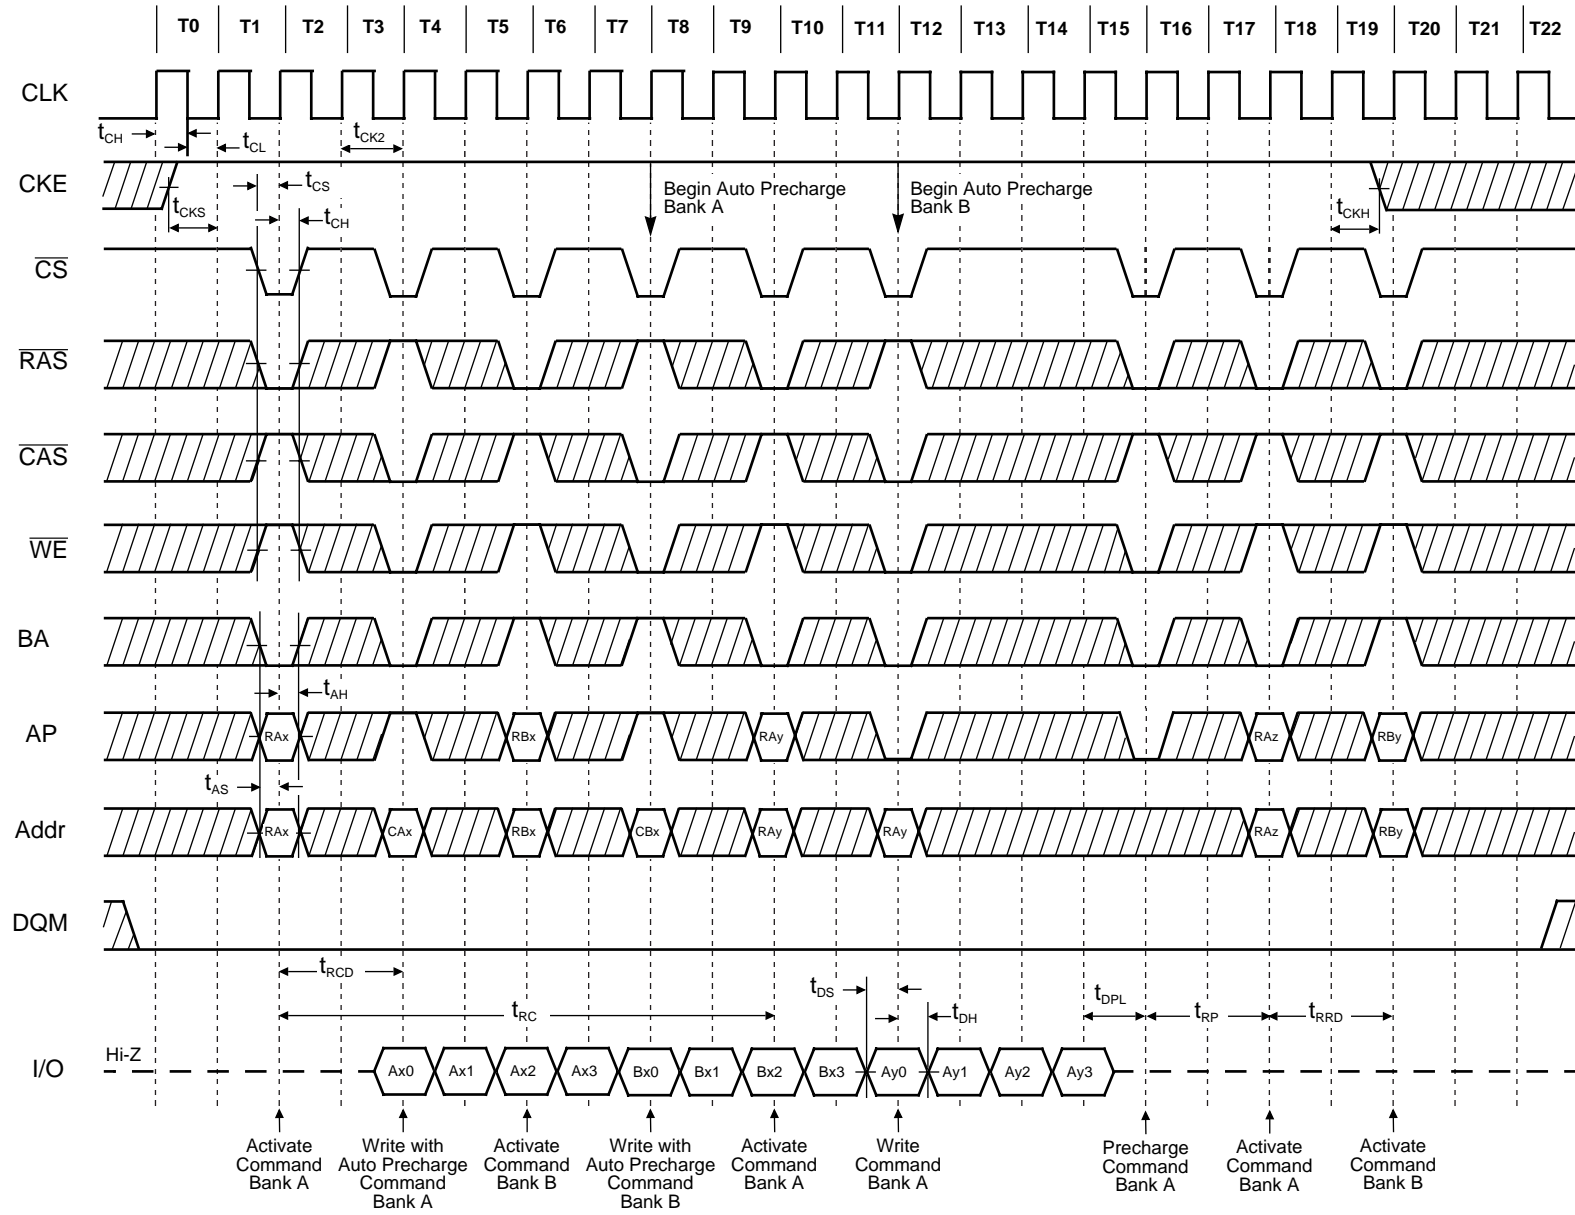 T0 T1 T2 T3 T4 T5 T6 T7 T8 T9 T10 T11 T12 T13 T14 T15 T16 T17 T18 T19 T20 T21 T22
CLK
tCH tCL tCK2
CKE
tCKS tCS tCH tCKH
Begin Auto Precharge
Bank A
Begin Auto Precharge
Bank B
CS
RAS
CAS
WE
BA
tAH
AP
RAx RBx RAy RAz RBy
tAS
Addr
RAx CAx RBx CBx RAy RAy RAz RBy
DQM
tRCD
tRC tDS tDH tDPL tRP tRRD
I/O
Hi-Z
Ax0 Ax1 Ax2 Ax3 Bx0 Bx1 Bx2 Bx3 Ay0 Ay1 Ay2 Ay3
Activate
Command
Bank A
Write with
Auto Precharge
Command
Bank A
Activate
Command
Bank B
Write with
Auto Precharge
Command
Bank B
Activate
Command
Bank A
Write
Command
Bank A
Precharge
Command
Bank A
Activate
Command
Bank A
Activate
Command
Bank B